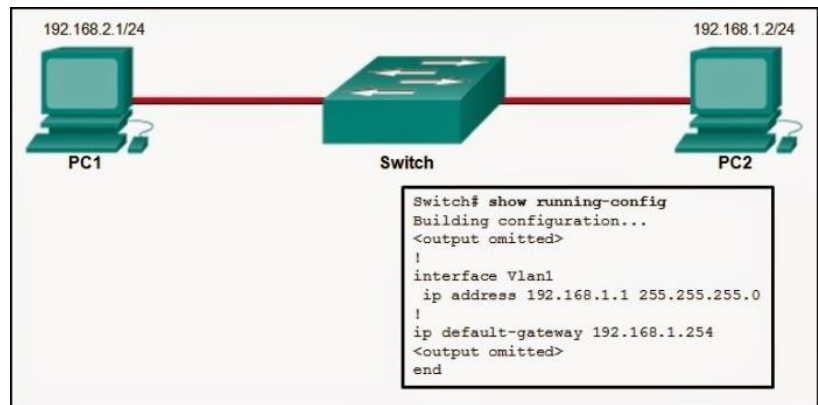 192.168.2.1/24
192.168.1.2/24
PC1
Switch
PC2
Switch# show running-config
Building configuration...
<output omitted>
!
interface Vlan1
ip address 192.168.1.1 255.255.255.0
!
ip default-gateway 192.168.1.254
<output omitted>
end